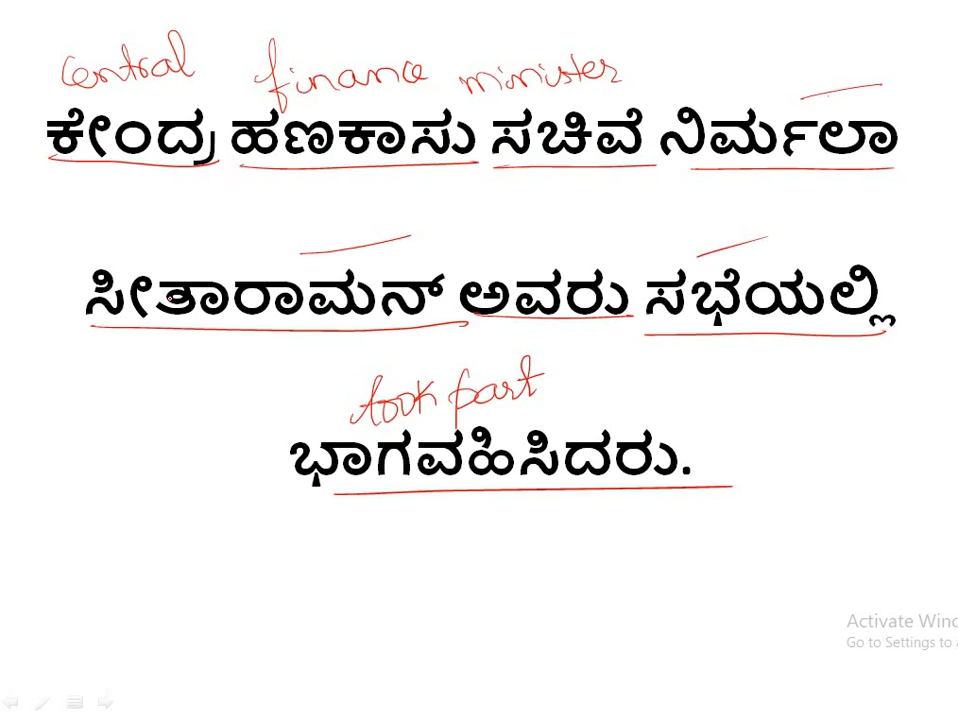 central finance minister
ಕೇಂದ್ರ ಹಣಕಾಸು ಸಚಿವೆ ನಿರ್ಮಲಾ
ಸೀತಾರಾಮನ್ ಅವರು ಸಭೆಯಲ್ಲಿ
took part
ಭಾಗವಹಿಸಿದರು.
Activate Wind
Go to Settings to a